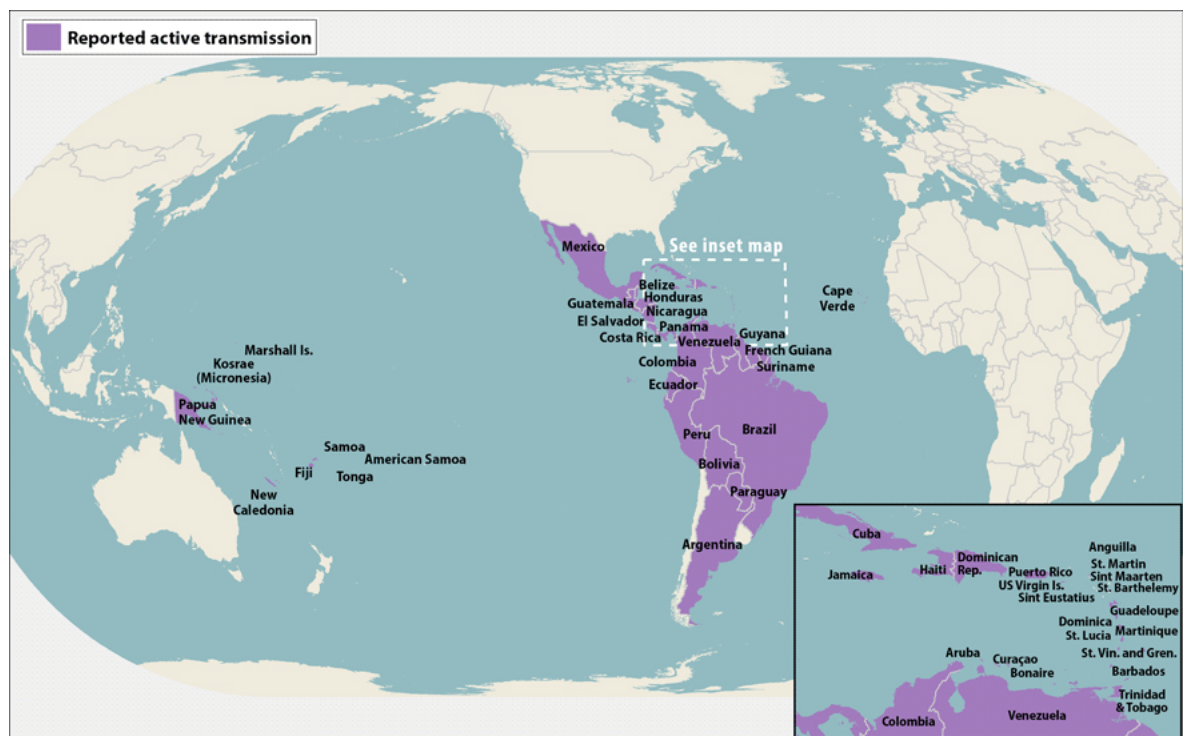 Reported active transmission
See inset map
Mexico
Belize
Honduras
Guatemala
Nicaragua
El Salvador
Panama
Costa Rica
Guyana
Venezuela
French Guiana
Suriname
Colombia
Ecuador
Cape
Verde
Marshall Is.
Kosrae
(Micronesia)
Papua
New Guinea
Samoa
American Samoa
Fiji
Tonga
New
Caledonia
Peru
Brazil
Bolivia
Paraguay
Argentina
Cuba
Jamaica
Haiti
Dominican
Rep.
Puerto Rico
US Virgin Is.
Sint Eustatius
Anguilla
St. Martin
Sint Maarten
St. Barthelemy
Guadeloupe
Dominica
St. Lucia
Martinique
St. Vin. and Gren.
Barbados
Aruba
Curaçao
Bonaire
Trinidad
& Tobago
Colombia
Venezuela